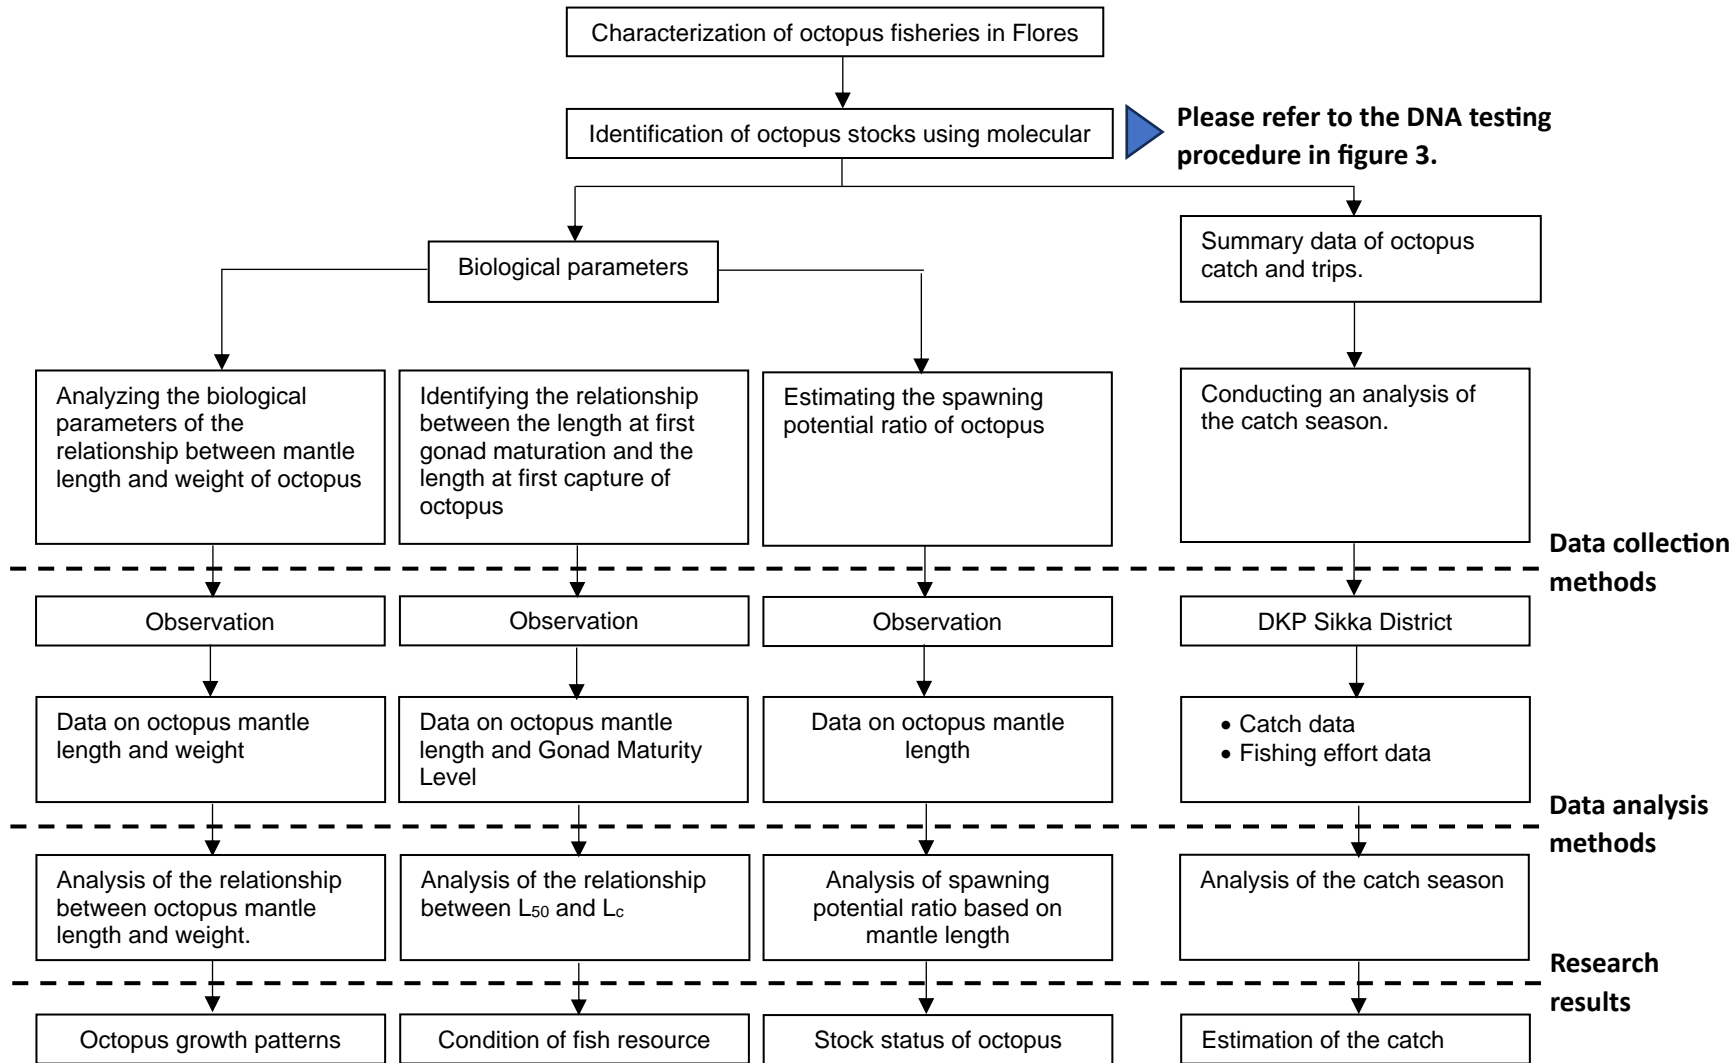 Characterization of octopus fisheries in Flores
Identification of octopus stocks using molecular
Please refer to the DNA testing
procedure in figure 3.
Biological parameters
Summary data of octopus
catch and trips.
Analyzing the biological
parameters of the
relationship between mantle
length and weight of octopus
Identifying the relationship
between the length at first
gonad maturation and the
length at first capture of
octopus
Estimating the spawning
potential ratio of octopus
Conducting an analysis of
the catch season.
Data collection
methods
Observation
Observation
Observation
DKP Sikka District
Data on octopus mantle
length and weight
Data on octopus mantle
length and Gonad Maturity
Level
Data on octopus mantle
length
• Catch data
• Fishing effort data
Data analysis
methods
Analysis of the relationship
between octopus mantle
length and weight.
Analysis of the relationship
between L50 and Lc
Analysis of spawning
potential ratio based on
mantle length
Analysis of the catch season
Research
results
Octopus growth patterns
Condition of fish resource
Stock status of octopus
Estimation of the catch